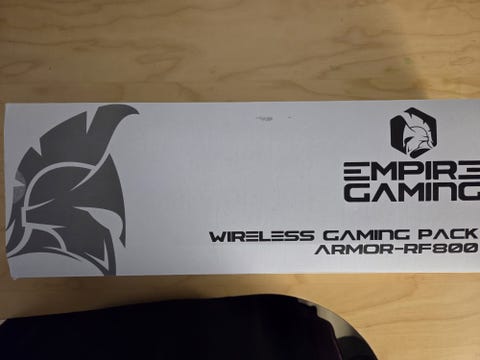 EMPIRE
GAMING
WIRELESS GAMING PACK
ARMOR-RF800